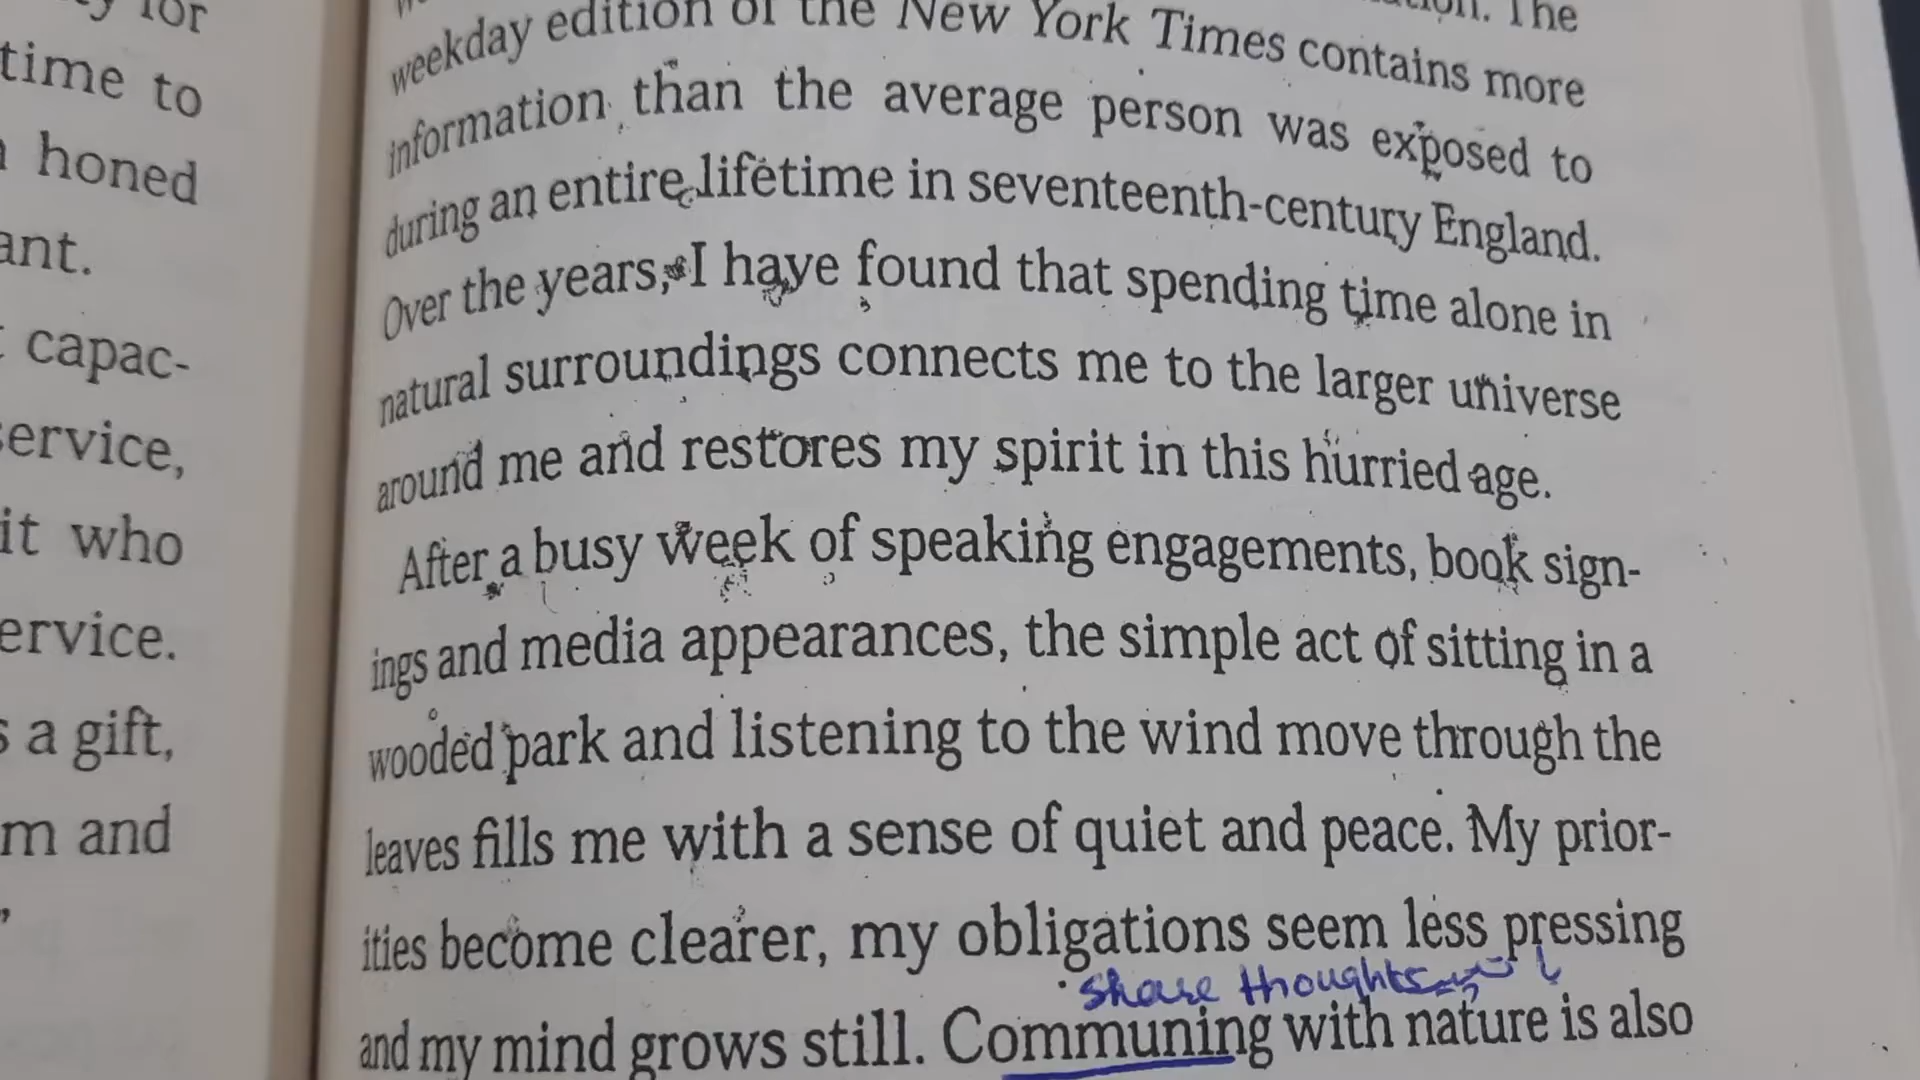 y for
time to
honed
ant.
capac-
service,
it who
ervice.
s a gift,
m and
The
weekday edition of the New York Times contains more
information than the average person was exposed to
during an entire lifetime in seventeenth-century England.
Over the years, I have found that spending time alone in
natural surroundings connects me to the larger universe
around me and restores my spirit in this hurried age.
After a busy week of speaking engagements, book sign-
ings and media appearances, the simple act of sitting in a
wooded park and listening to the wind move through the
leaves fills me with a sense of quiet and peace. My prior-
ities become clearer, my obligations seem less pressing
share thoughts
and my mind grows still. Communing with nature is also